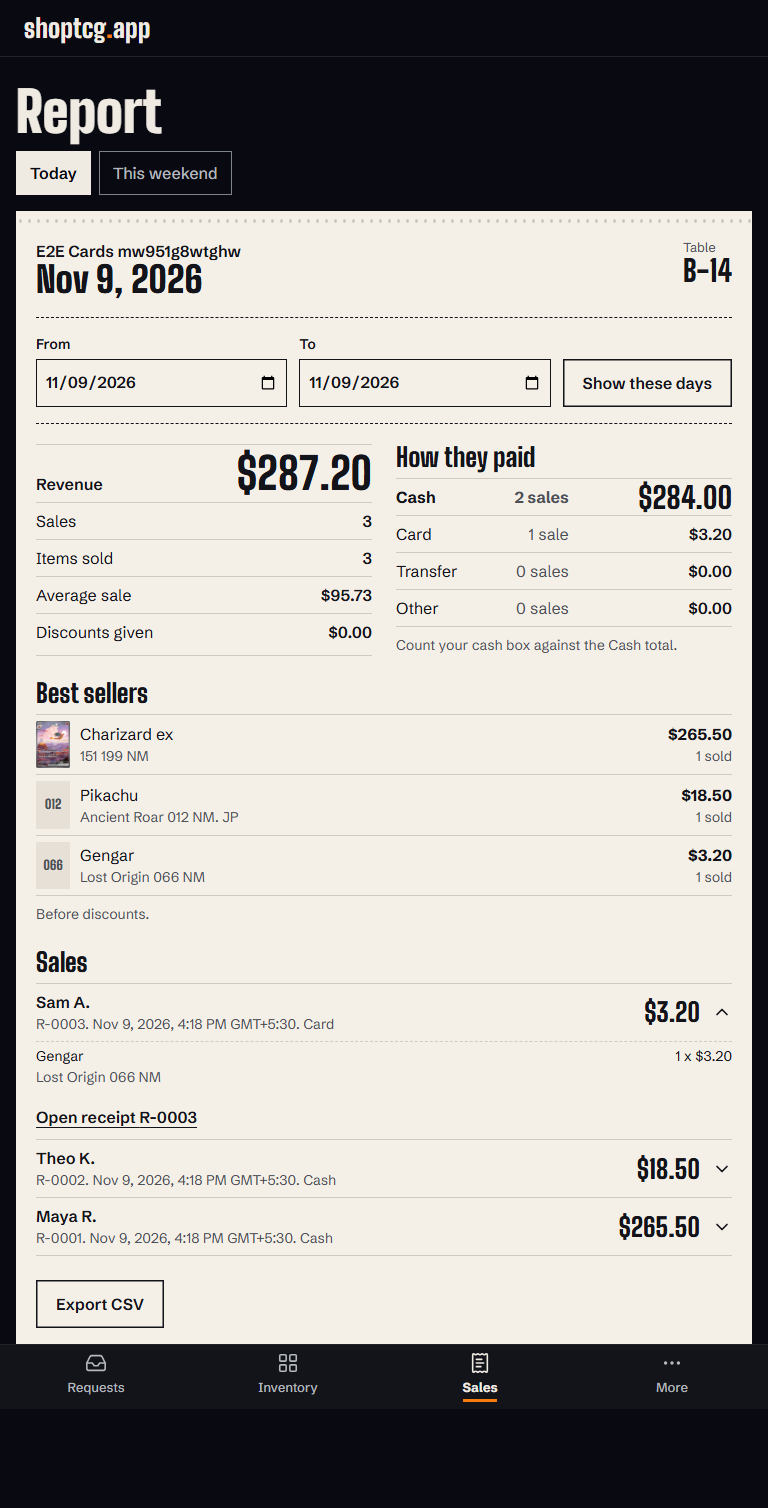 shoptcg.app
Report
Today
This weekend
E2E Cards mw951g8wtghw
Nov 9, 2026
Table
B-14
From
To
11/09/2026
11/09/2026
Show these days
Revenue $287.20
Sales 3
Items sold 3
Average sale $95.73
Discounts given $0.00
How they paid
Cash 2 sales $284.00
Card 1 sale $3.20
Transfer 0 sales $0.00
Other 0 sales $0.00
Count your cash box against the Cash total.
Best sellers
Charizard ex $265.50
151 199 NM 1 sold
012
Pikachu $18.50
Ancient Roar 012 NM. JP 1 sold
066
Gengar $3.20
Lost Origin 066 NM 1 sold
Before discounts.
Sales
Sam A. $3.20
R-0003. Nov 9, 2026, 4:18 PM GMT+5:30. Card
Gengar 1 x $3.20
Lost Origin 066 NM
Open receipt R-0003
Theo K. $18.50
R-0002. Nov 9, 2026, 4:18 PM GMT+5:30. Cash
Maya R. $265.50
R-0001. Nov 9, 2026, 4:18 PM GMT+5:30. Cash
Export CSV
Requests
Inventory
Sales
More